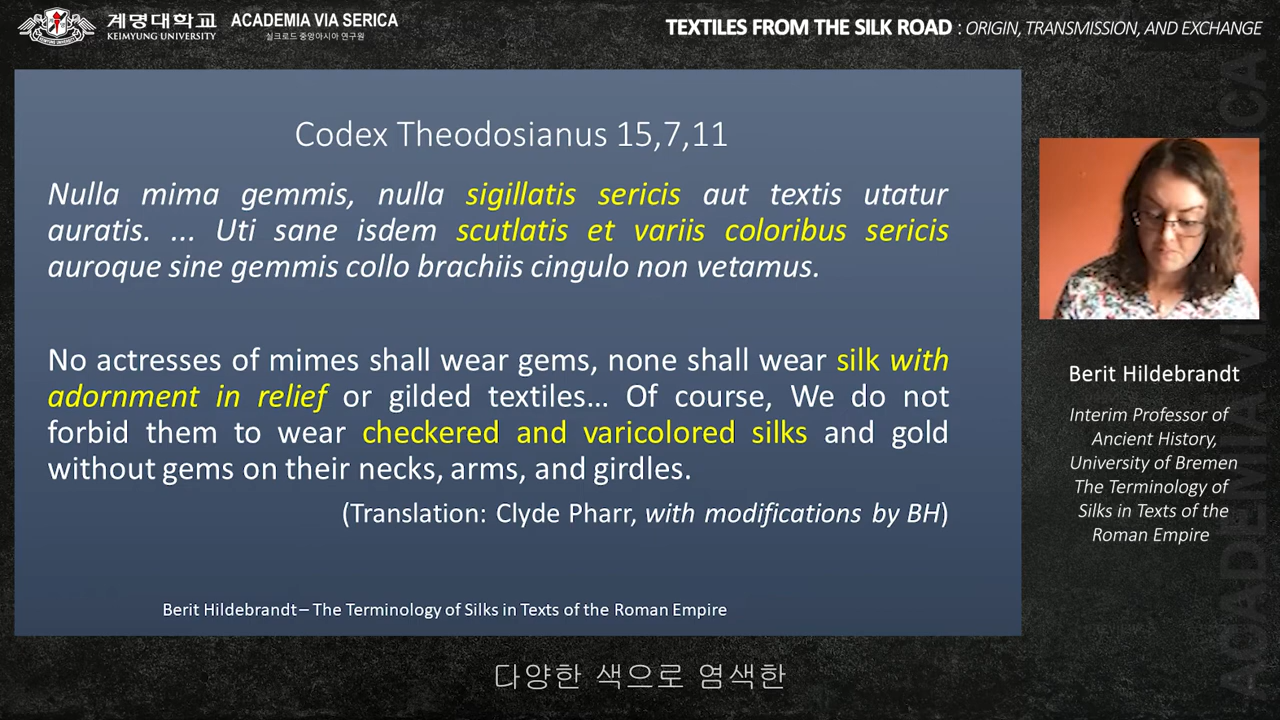 계명대학교
KEIMYUNG UNIVERSITY
ACADEMIA VIA SERICA
실크로드 중앙아시아 연구원
TEXTILES FROM THE SILK ROAD : ORIGIN, TRANSMISSION, AND EXCHANGE
Codex Theodosianus 15,7,11
Nulla mima gemmis, nulla sigillatis sericis aut textis utatur
auratis. ... Uti sane isdem scutlatis et variis coloribus sericis
auroque sine gemmis collo brachiis cingulo non vetamus.
No actresses of mimes shall wear gems, none shall wear silk with
adornment in relief or gilded textiles... Of course, We do not
forbid them to wear checkered and varicolored silks and gold
without gems on their necks, arms, and girdles.
(Translation: Clyde Pharr, with modifications by BH)
Berit Hildebrandt – The Terminology of Silks in Texts of the Roman Empire
Berit Hildebrandt
Interim Professor of
Ancient History,
University of Bremen
The Terminology of
Silks in Texts of the
Roman Empire
다양한 색으로 염색한
ACADEMIA VIA SERICA